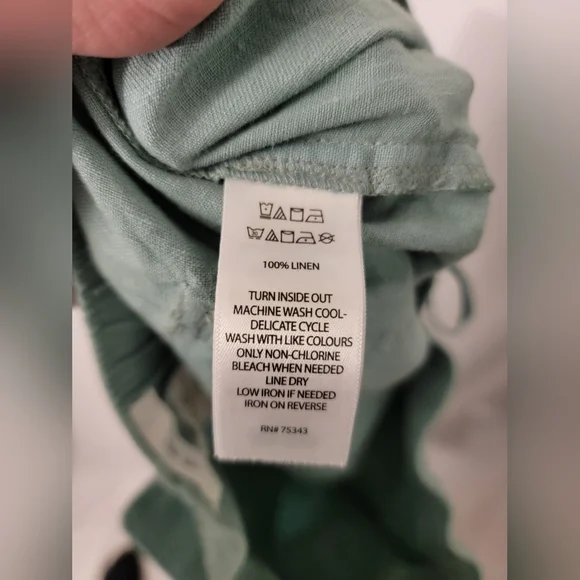 100% LINEN
TURN INSIDE OUT
MACHINE WASH COOL-
DELICATE CYCLE
WASH WITH LIKE COLOURS
ONLY NON-CHLORINE
BLEACH WHEN NEEDED
LINE DRY
LOW IRON IF NEEDED
IRON ON REVERSE
RN# 75343